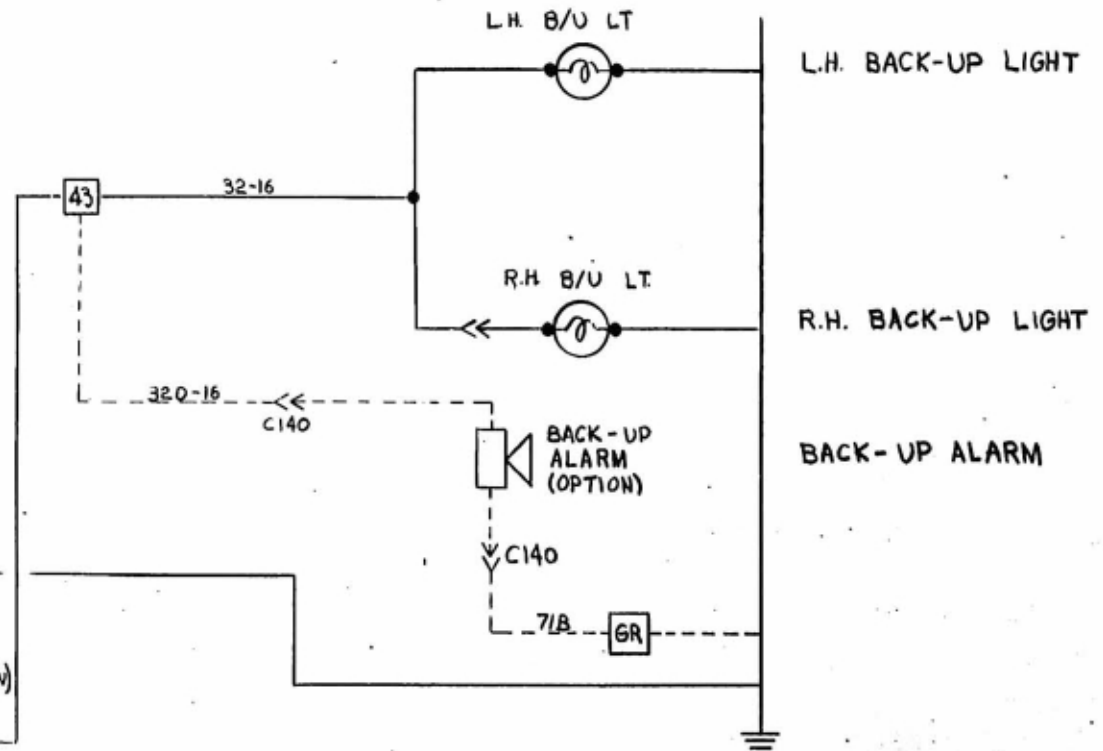 L.H. B/U LT
L.H. BACK-UP LIGHT
43
32-16
R.H. B/U LT.
R.H. BACK-UP LIGHT
320-16
C140
BACK-UP
ALARM
(OPTION)
BACK-UP ALARM
C140
71B
GR